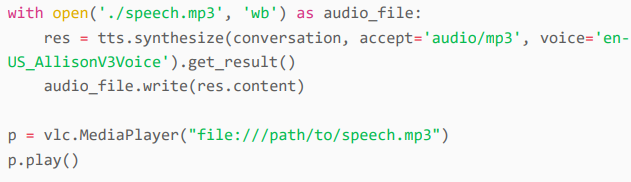 with open('./speech.mp3', 'wb') as audio_file:
    res = tts.synthesize(conversation, accept='audio/mp3', voice='en-
US_AllisonV3Voice').get_result()
    audio_file.write(res.content)

p = vlc.MediaPlayer("file:///path/to/speech.mp3")
p.play()